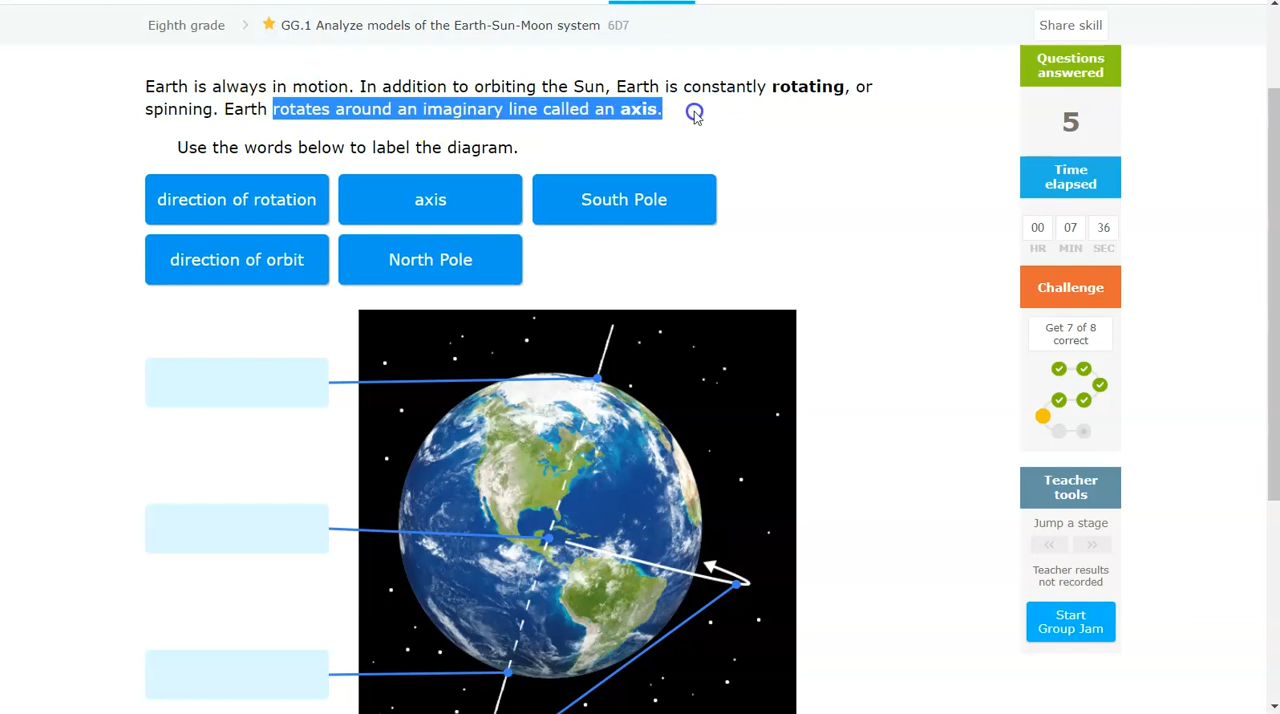 Eighth grade > GG.1 Analyze models of the Earth-Sun-Moon system 6D7
Share skill
Earth is always in motion. In addition to orbiting the Sun, Earth is constantly rotating, or
spinning. Earth rotates around an imaginary line called an axis.
Use the words below to label the diagram.
direction of rotation
axis
South Pole
direction of orbit
North Pole
Questions
answered
5
Time
elapsed
00 07 36
HR MIN SEC
Challenge
Get 7 of 8
correct
Teacher
tools
Jump a stage
<< >>
Teacher results
not recorded
Start
Group Jam